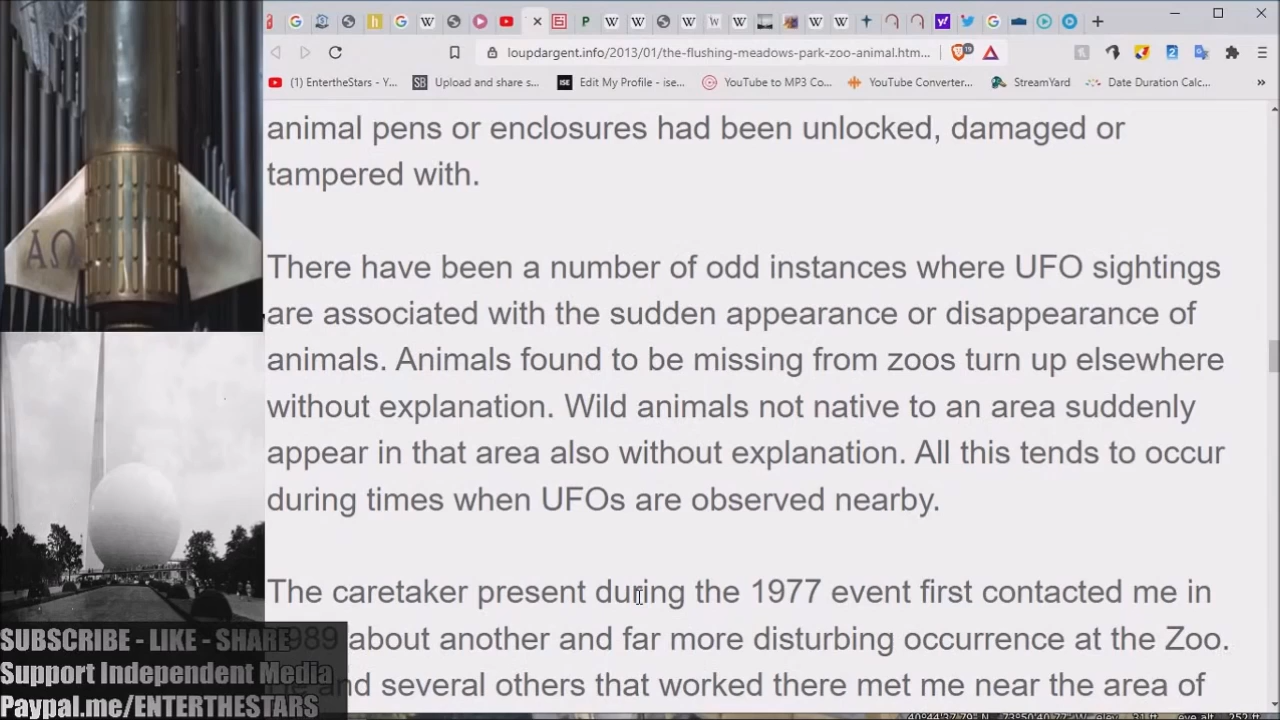 loupdargent.info/2013/01/the-flushing-meadows-park-zoo-animal.htm...
(1) EntertheStars - Y...
Upload and share s...
Edit My Profile - ise...
YouTube to MP3 Co...
YouTube Converter...
StreamYard
Date Duration Calc...
animal pens or enclosures had been unlocked, damaged or
tampered with.
There have been a number of odd instances where UFO sightings
are associated with the sudden appearance or disappearance of
animals. Animals found to be missing from zoos turn up elsewhere
without explanation. Wild animals not native to an area suddenly
appear in that area also without explanation. All this tends to occur
during times when UFOs are observed nearby.
The caretaker present during the 1977 event first contacted me in
989 about another and far more disturbing occurrence at the Zoo.
and several others that worked there met me near the area of
ΑΩ
SUBSCRIBE - LIKE - SHARE
Support Independent Media
Paypal.me/ENTERTHESTARS